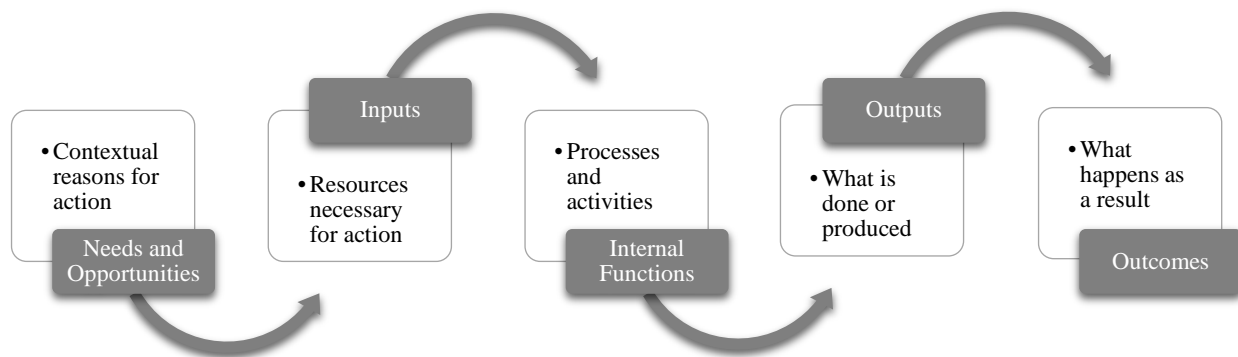 • Contextual
reasons for
action
Needs and
Opportunities
Inputs
• Resources
necessary
for action
• Processes
and
activities
Internal
Functions
Outputs
• What is
done or
produced
• What
happens as
a result
Outcomes